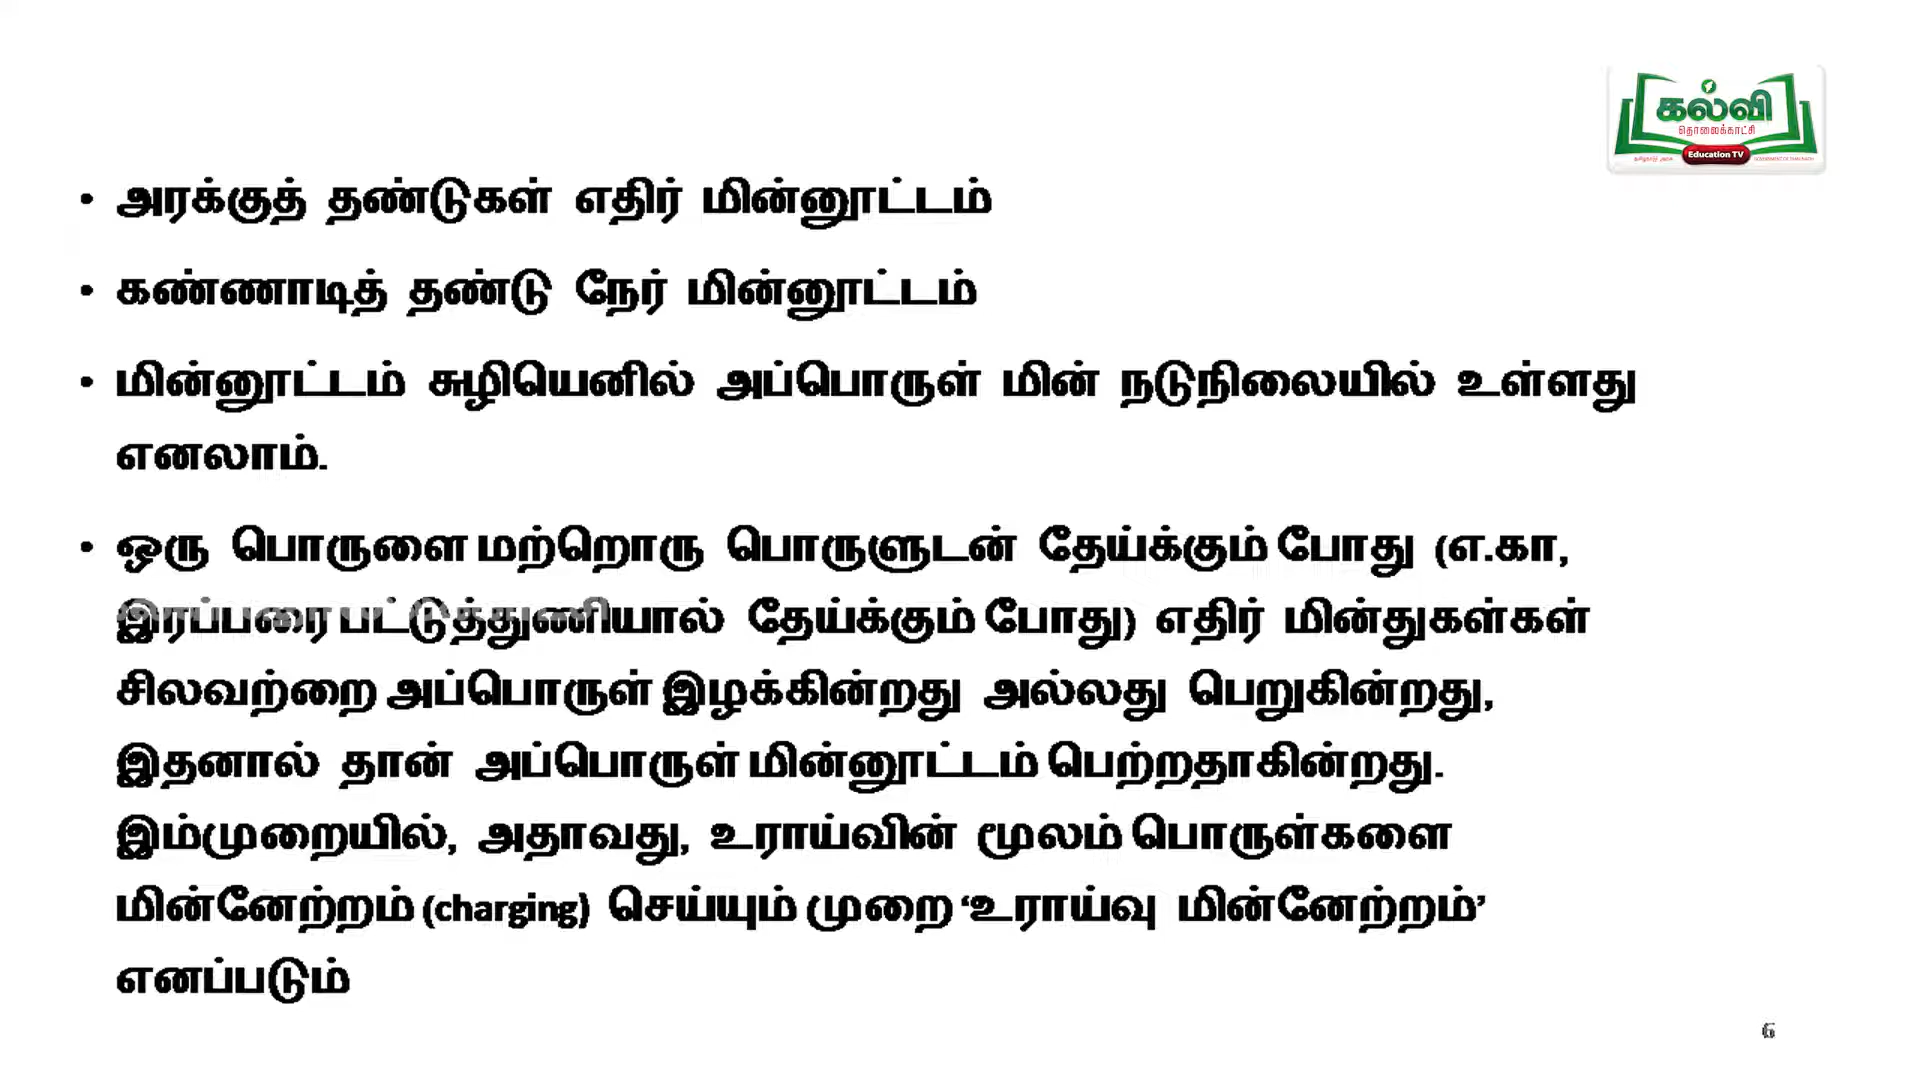 கல்வி
தொலைக்காட்சி
Education TV
• அரக்குத் தண்டுகள் எதிர் மின்னூட்டம்
• கண்ணாடித் தண்டு நேர் மின்னூட்டம்
• மின்னூட்டம் சுழியெனில் அப்பொருள் மின் நடுநிலையில் உள்ளது
எனலாம்.
• ஒரு பொருளை மற்றொரு பொருளுடன் தேய்க்கும் போது (எ.கா,
இரப்பரை பட்டுத்துணியால் தேய்க்கும் போது) எதிர் மின்துகள்கள்
சிலவற்றை அப்பொருள் இழக்கின்றது அல்லது பெறுகின்றது,
இதனால் தான் அப்பொருள் மின்னூட்டம் பெற்றதாகின்றது.
இம்முறையில், அதாவது, உராய்வின் மூலம் பொருள்களை
மின்னேற்றம் (charging) செய்யும் முறை ‘உராய்வு மின்னேற்றம்’
எனப்படும்
6